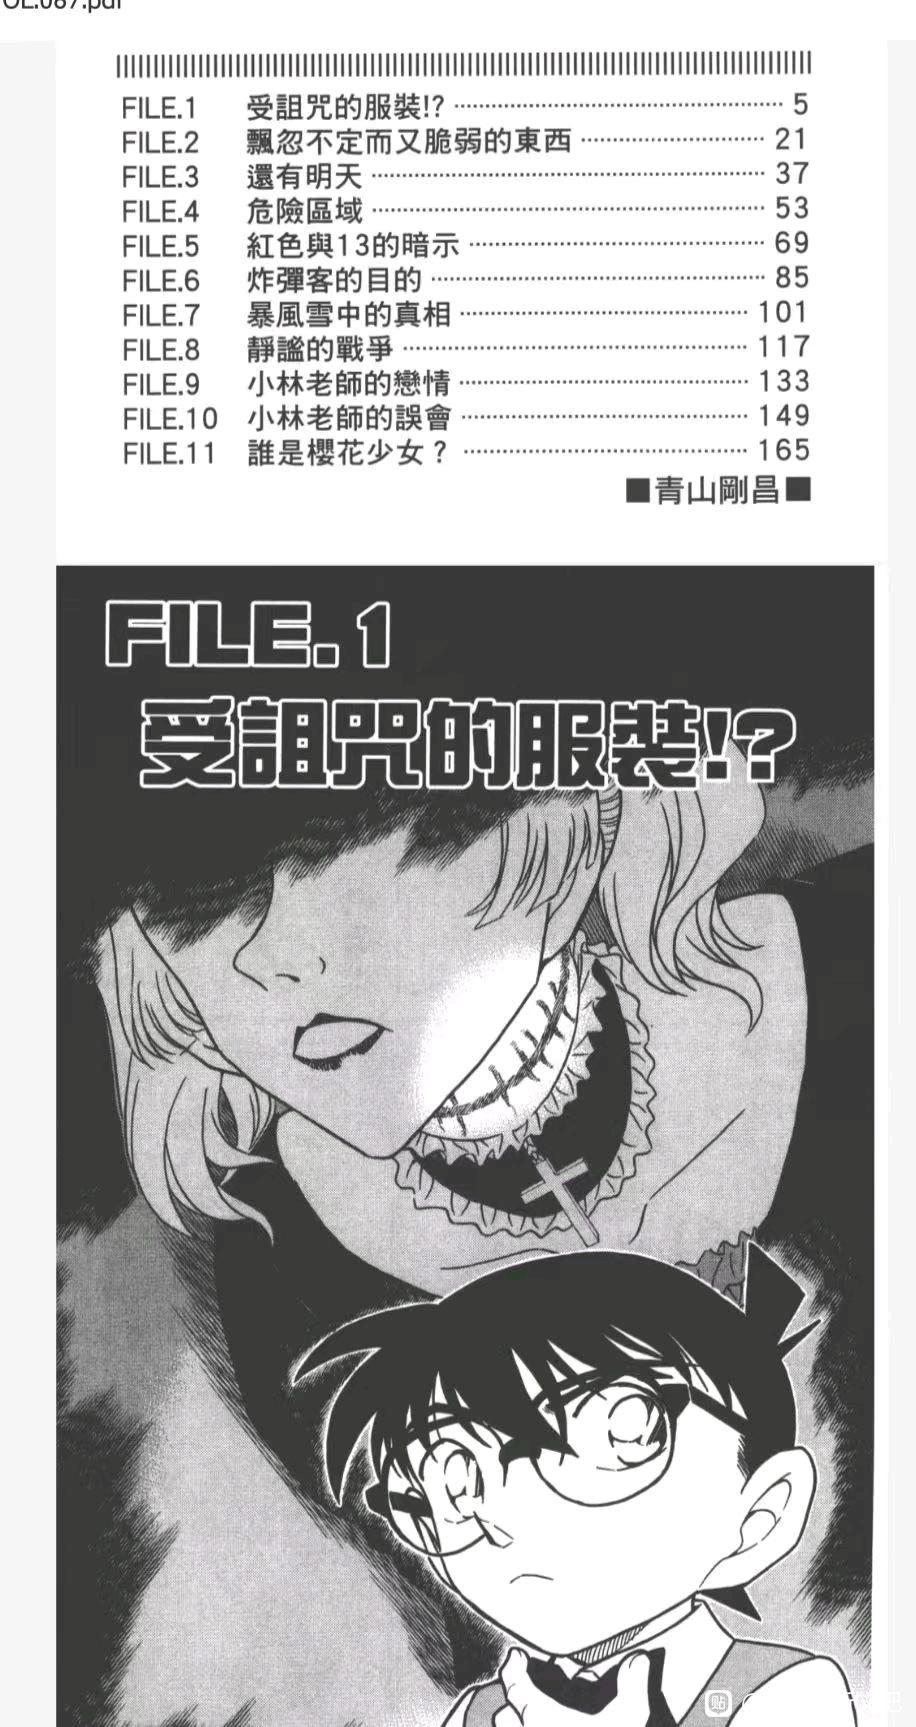 FILE.1 受詛咒的服裝!? 5
FILE.2 飄忽不定而又脆弱的東西 21
FILE.3 還有明天 37
FILE.4 危險區域 53
FILE.5 紅色與13的暗示 69
FILE.6 炸彈客的目的 85
FILE.7 暴風雪中的真相 101
FILE.8 靜謐的戰爭 117
FILE.9 小林老師的戀情 133
FILE.10 小林老師的誤會 149
FILE.11 誰是櫻花少女？ 165
■青山剛昌■
FILE.1
受詛咒的服裝!?
貼